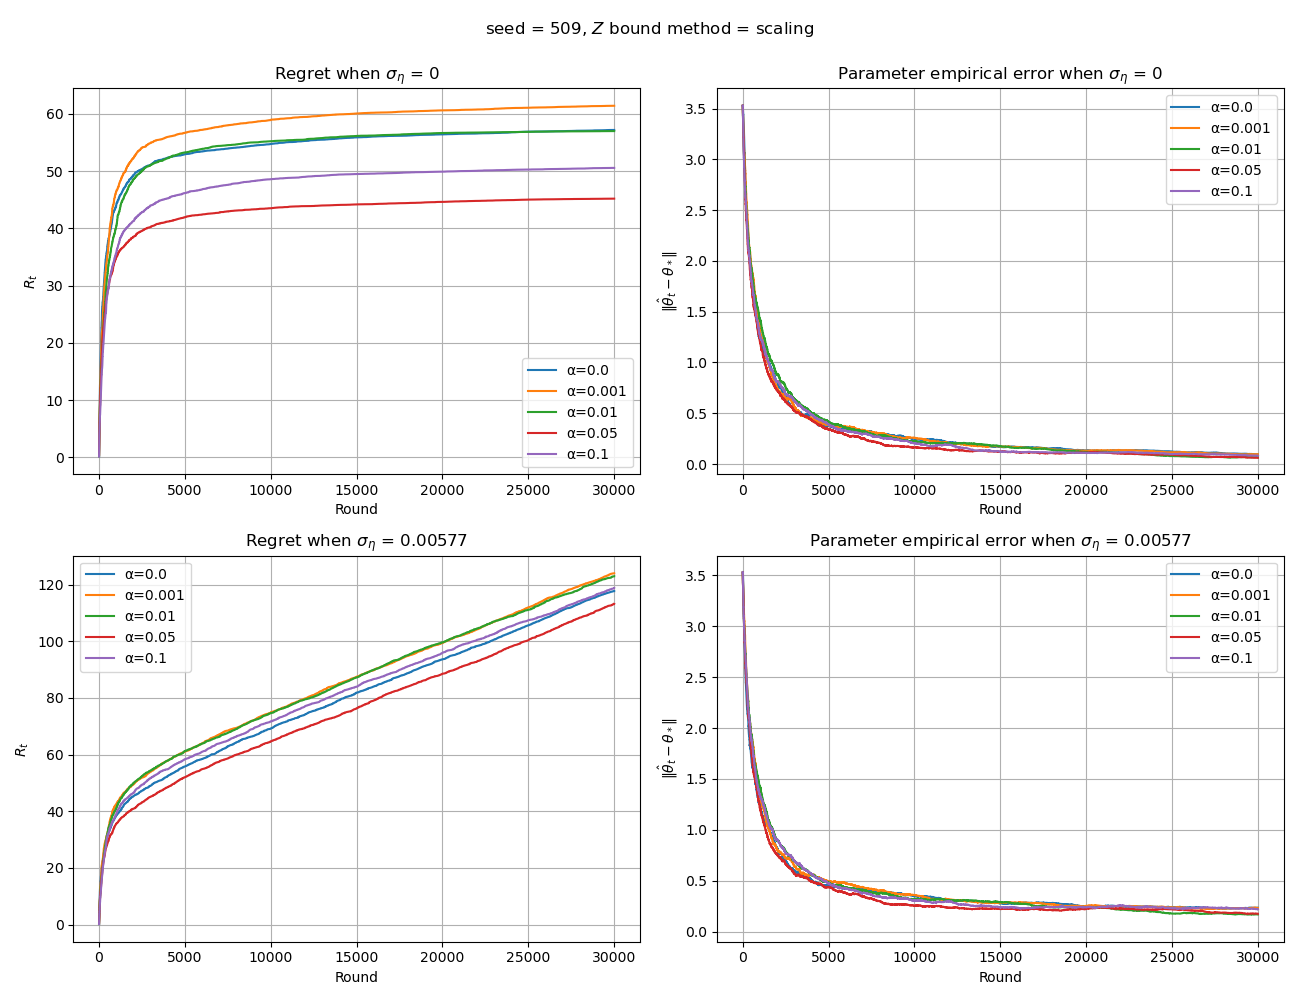 seed = 509, Z bound method = scaling
Regret when σ_η = 0
R_t
60
50
40
30
20
10
0
α=0.0
α=0.001
α=0.01
α=0.05
α=0.1
0 5000 10000 15000 20000 25000 30000
Round
Parameter empirical error when σ_η = 0
‖θ̂_t − θ_*‖
3.5
3.0
2.5
2.0
1.5
1.0
0.5
0.0
α=0.0
α=0.001
α=0.01
α=0.05
α=0.1
0 5000 10000 15000 20000 25000 30000
Round
Regret when σ_η = 0.00577
R_t
120
100
80
60
40
20
0
α=0.0
α=0.001
α=0.01
α=0.05
α=0.1
0 5000 10000 15000 20000 25000 30000
Round
Parameter empirical error when σ_η = 0.00577
‖θ̂_t − θ_*‖
3.5
3.0
2.5
2.0
1.5
1.0
0.5
0.0
α=0.0
α=0.001
α=0.01
α=0.05
α=0.1
0 5000 10000 15000 20000 25000 30000
Round